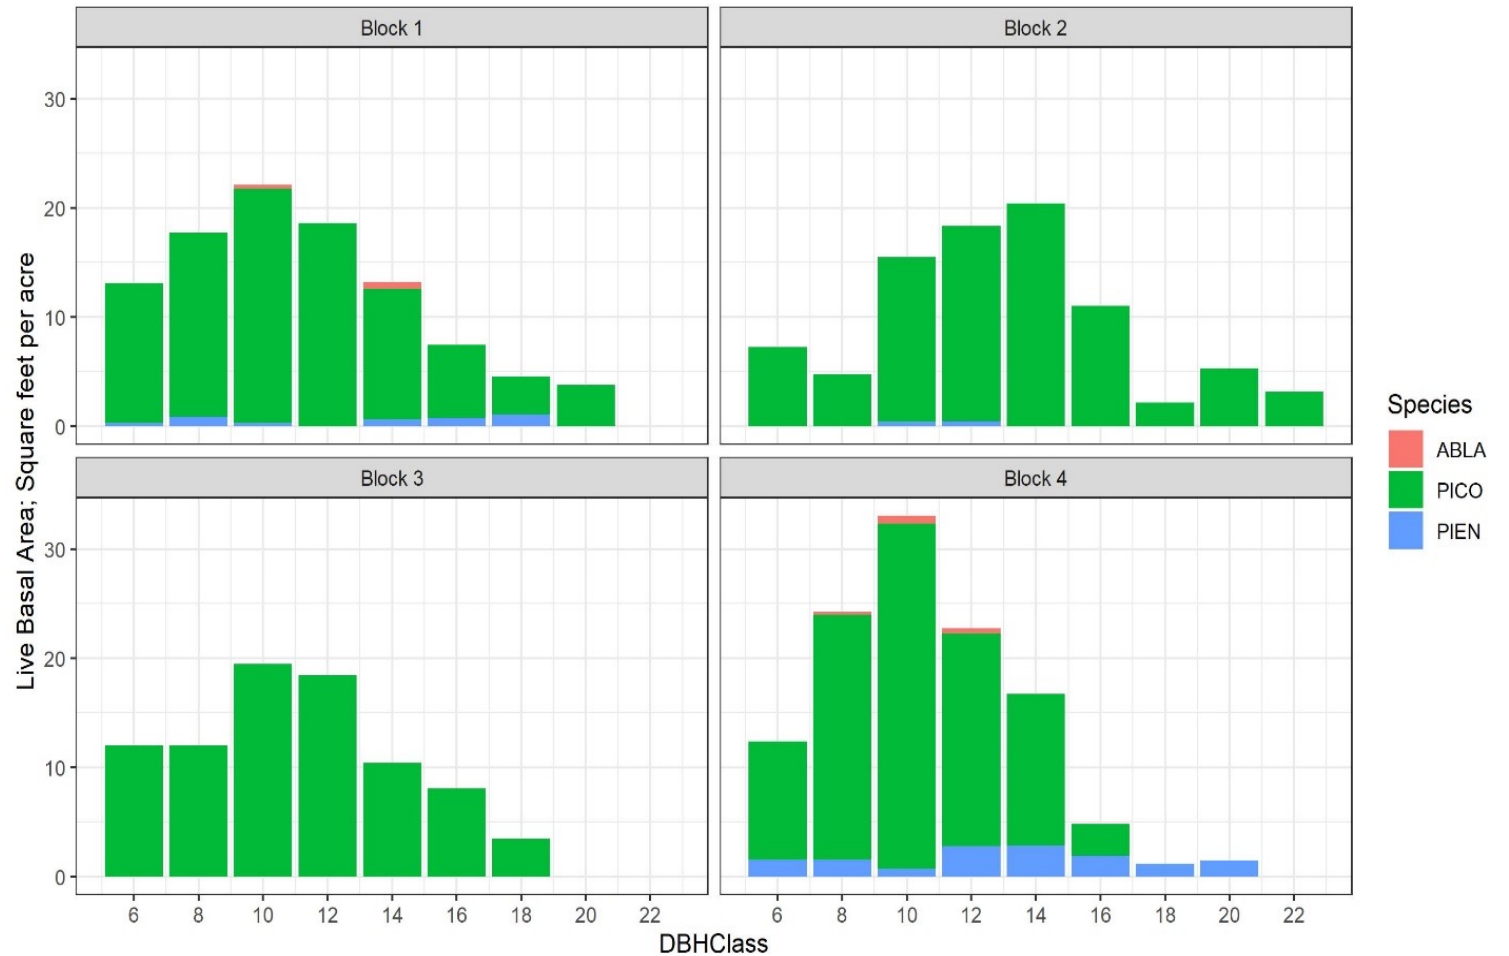 Block 1
Block 2
30
20
10
0
Block 3
Block 4
30
20
10
0
6 8 10 12 14 16 18 20 22
6 8 10 12 14 16 18 20 22
DBHClass
Live Basal Area; Square feet per acre
Species
ABLA
PICO
PIEN